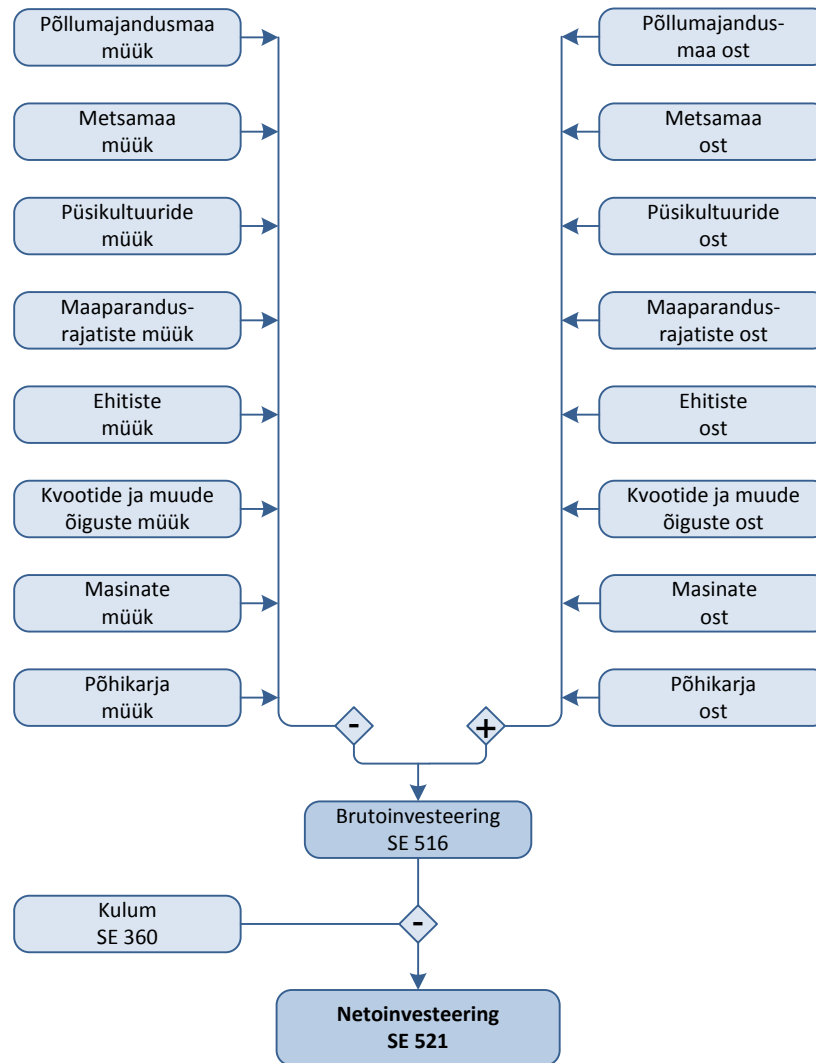 Põllumajandusmaa
müük
Põllumajandus-
maa ost
Metsamaa
müük
Metsamaa
ost
Püsikultuuride
müük
Püsikultuuride
ost
Maaparandus-
rajatiste müük
Maaparandus-
rajatiste ost
Ehitiste
müük
Ehitiste
ost
Kvootide ja muude
õiguste müük
Kvootide ja muude
õiguste ost
Masinate
müük
Masinate
ost
Põhikarja
müük
Põhikarja
ost
-
+
Brutoinvesteering
SE 516
Kulum
SE 360
-
Netoinvesteering
SE 521